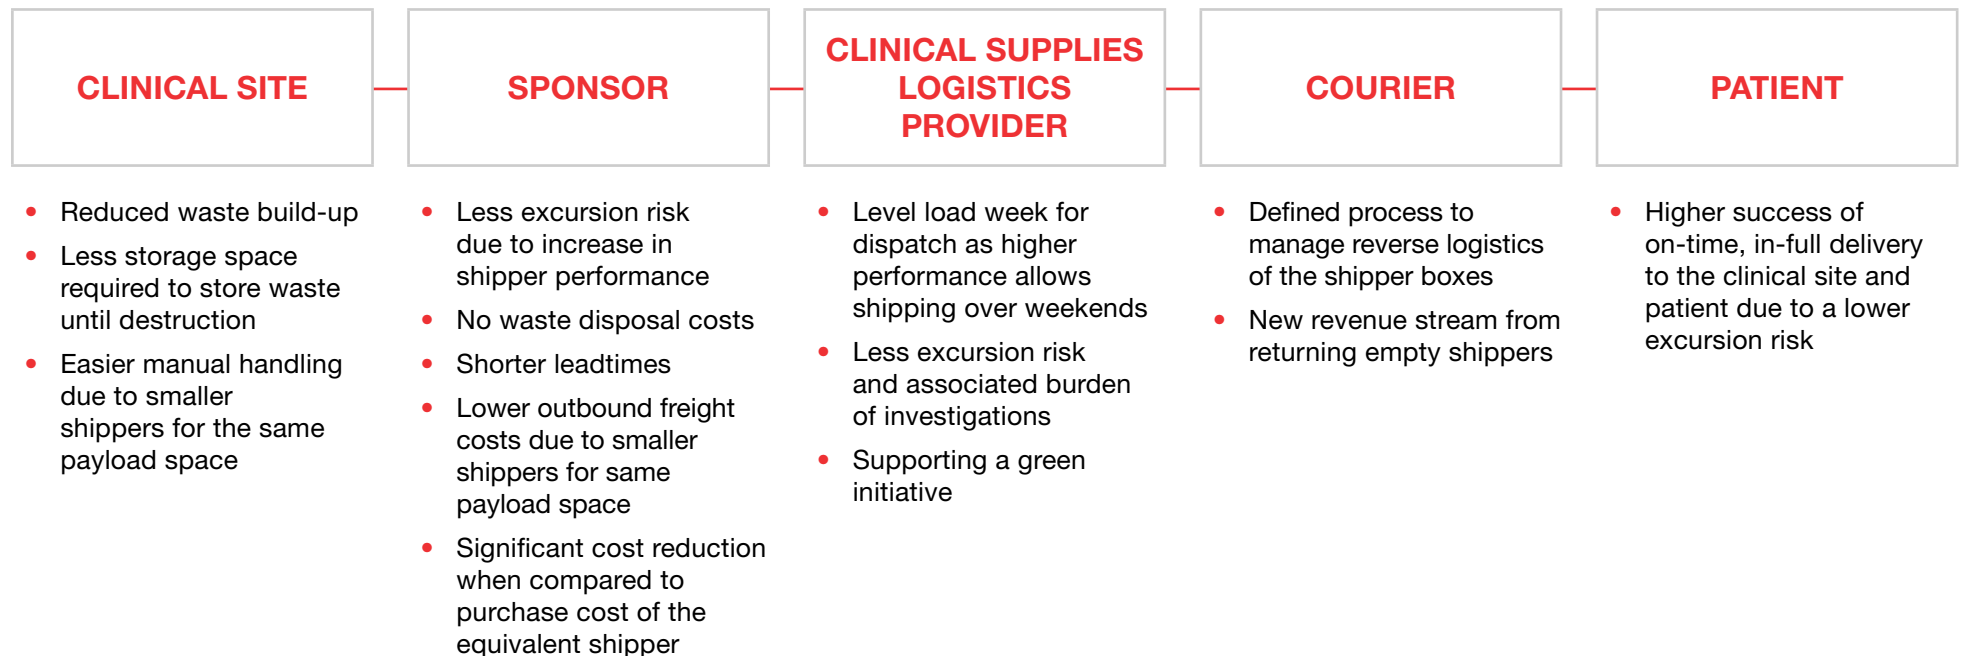 CLINICAL SITE
SPONSOR
CLINICAL SUPPLIES
LOGISTICS
PROVIDER
COURIER
PATIENT
• Reduced waste build-up
• Less storage space
required to store waste
until destruction
• Easier manual handling
due to smaller
shippers for the same
payload space
• Less excursion risk
due to increase in
shipper performance
• No waste disposal costs
• Shorter leadtimes
• Lower outbound freight
costs due to smaller
shippers for same
payload space
• Significant cost reduction
when compared to
purchase cost of the
equivalent shipper
• Level load week for
dispatch as higher
performance allows
shipping over weekends
• Less excursion risk
and associated burden
of investigations
• Supporting a green
initiative
• Defined process to
manage reverse logistics
of the shipper boxes
• New revenue stream from
returning empty shippers
• Higher success of
on-time, in-full delivery
to the clinical site and
patient due to a lower
excursion risk